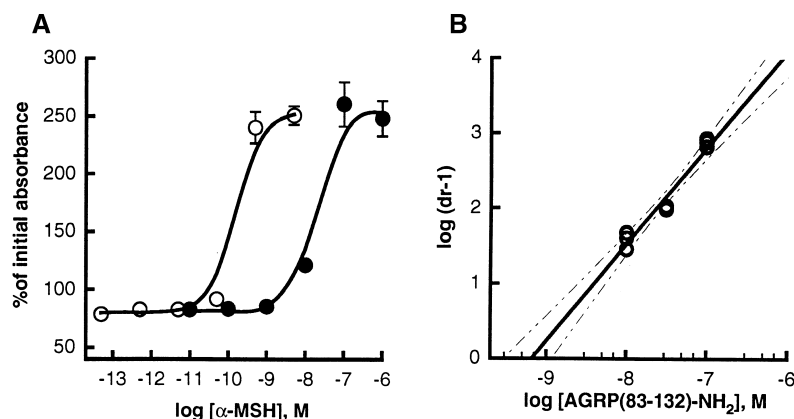 A
300
250
200
150
100
50
%of initial absorbance
-13 -12 -11 -10 -9 -8 -7 -6
log [α-MSH], M
B
4
3
2
1
0
log (dr-1)
-9 -8 -7 -6
log [AGRP(83-132)-NH₂], M